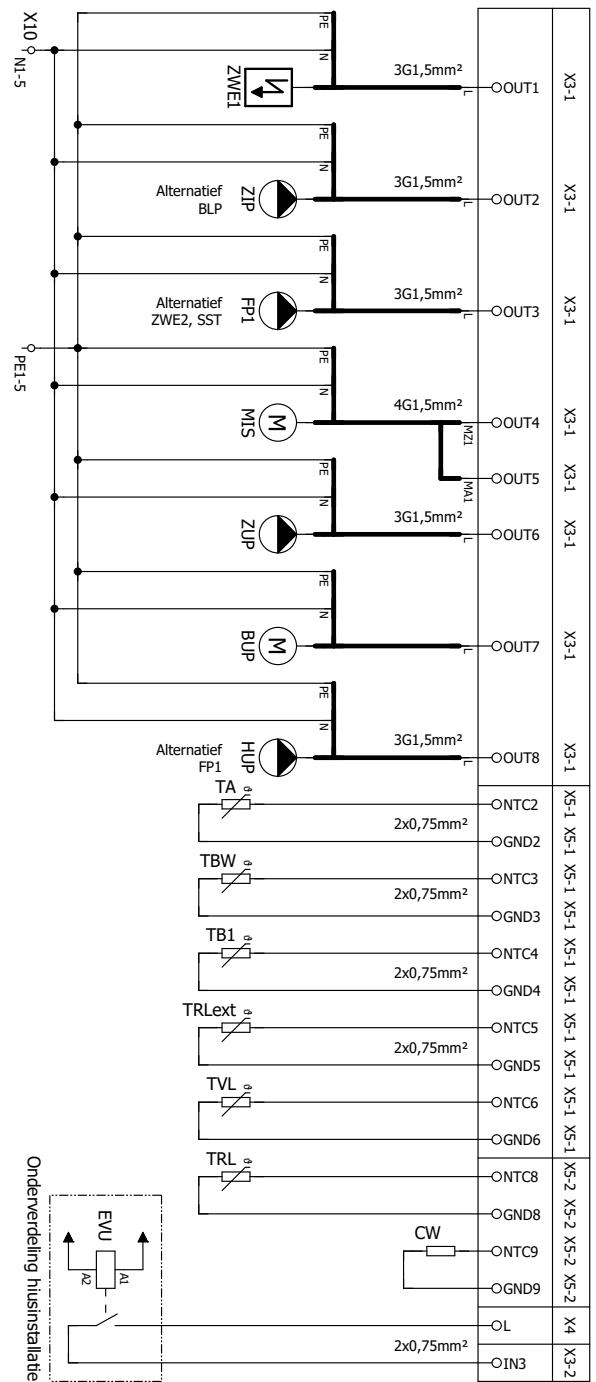 X10
N1-5
PE
N
ZWE1
3G1,5mm²
L
OUT1
X3-1
PE
N
Alternatief
BLP
ZIP
3G1,5mm²
L
OUT2
X3-1
PE
N
Alternatief
ZWE2, SST
FP1
3G1,5mm²
L
OUT3
X3-1
PE1-5
PE
N
MIS
M
4G1,5mm²
MZ1
OUT4
X3-1
MA1
OUT5
X3-1
PE
N
ZUP
3G1,5mm²
L
OUT6
X3-1
PE
N
BUP
M
L
OUT7
X3-1
PE
N
Alternatief
FP1
HUP
3G1,5mm²
L
OUT8
X3-1
TA
ϑ
NTC2
X5-1
2x0,75mm²
GND2
X5-1
TBW
ϑ
NTC3
X5-1
2x0,75mm²
GND3
X5-1
TB1
ϑ
NTC4
X5-1
2x0,75mm²
GND4
X5-1
TRLext
ϑ
NTC5
X5-1
2x0,75mm²
GND5
X5-1
TVL
ϑ
NTC6
X5-1
GND6
X5-1
TRL
ϑ
NTC8
X5-2
GND8
X5-2
CW
NTC9
X5-2
GND9
X5-2
L
X4
2x0,75mm²
IN3
X3-2
EVU
A1
A2
Onderverdeling hiusinstallatie